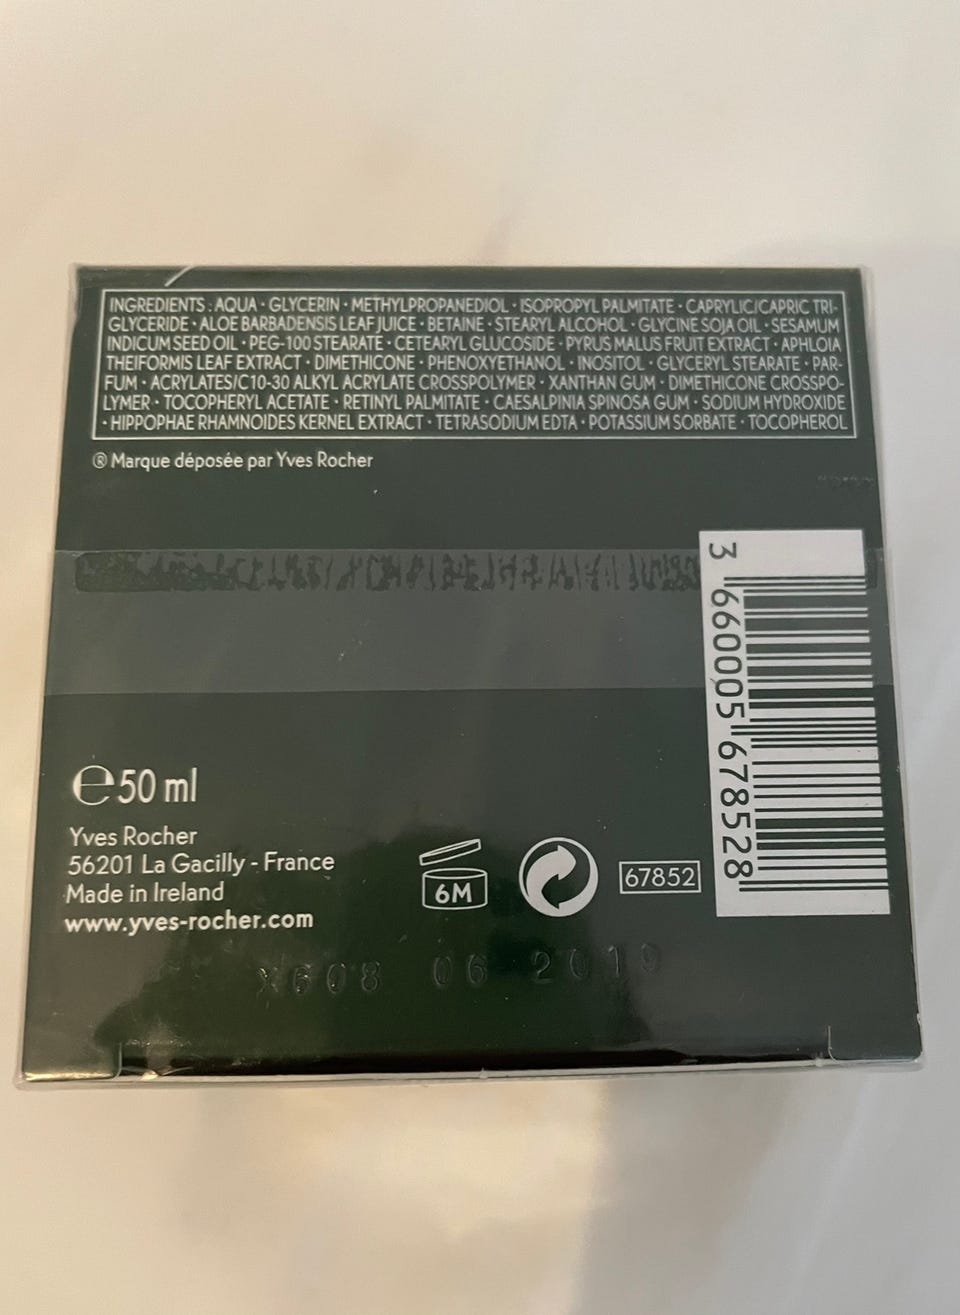 INGREDIENTS : AQUA · GLYCERIN · METHYLPROPANEDIOL · ISOPROPYL PALMITATE · CAPRYLIC/CAPRIC TRI-
GLYCERIDE · ALOE BARBADENSIS LEAF JUICE · BETAINE · STEARYL ALCOHOL · GLYCINE SOJA OIL · SESAMUM
INDICUM SEED OIL · PEG-100 STEARATE · CETEARYL GLUCOSIDE · PYRUS MALUS FRUIT EXTRACT · APHLOIA
THEIFORMIS LEAF EXTRACT · DIMETHICONE · PHENOXYETHANOL · INOSITOL · GLYCERYL STEARATE · PAR-
FUM · ACRYLATES/C10-30 ALKYL ACRYLATE CROSSPOLYMER · XANTHAN GUM · DIMETHICONE CROSSPO-
LYMER · TOCOPHERYL ACETATE · RETINYL PALMITATE · CAESALPINIA SPINOSA GUM · SODIUM HYDROXIDE
· HIPPOPHAE RHAMNOIDES KERNEL EXTRACT · TETRASODIUM EDTA · POTASSIUM SORBATE · TOCOPHEROL
® Marque déposée par Yves Rocher
3 660005 678528
℮ 50 ml
Yves Rocher
56201 La Gacilly - France
Made in Ireland
www.yves-rocher.com
6M
67852
X608 06 2019